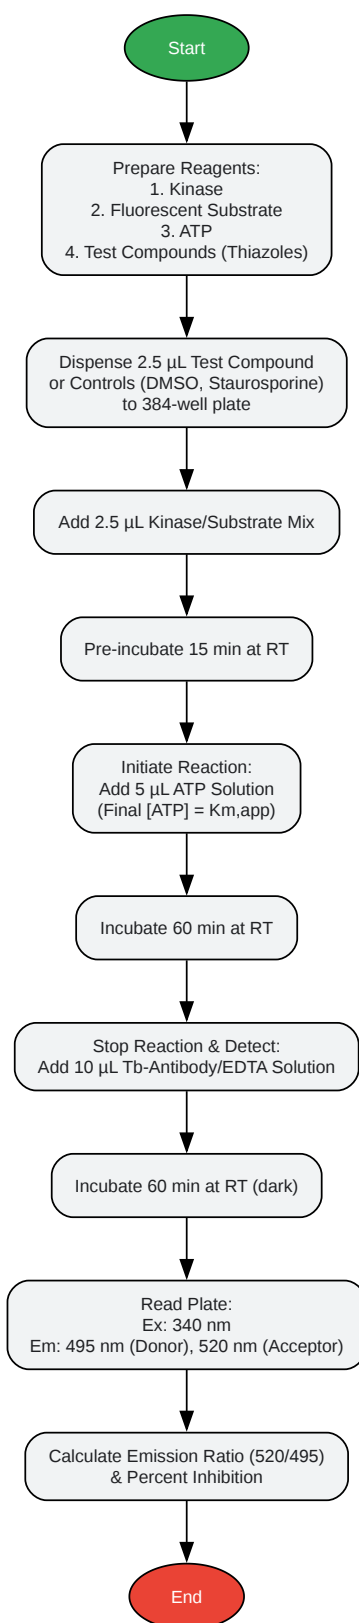 Start
Prepare Reagents:
1. Kinase
2. Fluorescent Substrate
3. ATP
4. Test Compounds (Thiazoles)
Dispense 2.5 µL Test Compound
or Controls (DMSO, Staurosporine)
to 384-well plate
Add 2.5 µL Kinase/Substrate Mix
Pre-incubate 15 min at RT
Initiate Reaction:
Add 5 µL ATP Solution
(Final [ATP] = Km,app)
Incubate 60 min at RT
Stop Reaction & Detect:
Add 10 µL Tb-Antibody/EDTA Solution
Incubate 60 min at RT (dark)
Read Plate:
Ex: 340 nm
Em: 495 nm (Donor), 520 nm (Acceptor)
Calculate Emission Ratio (520/495)
& Percent Inhibition
End